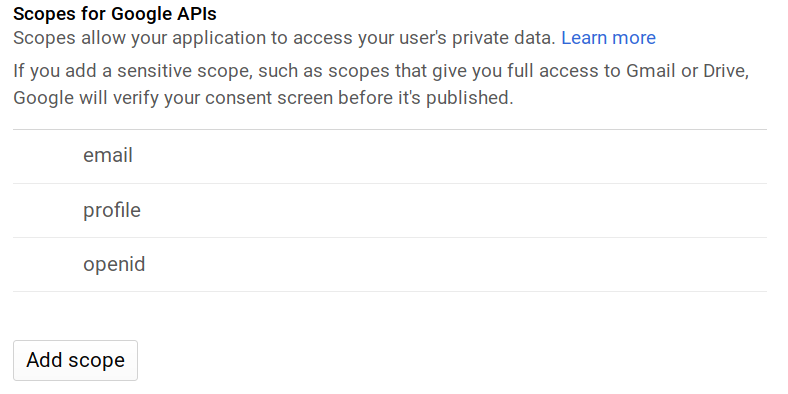 Scopes for Google APIs
Scopes allow your application to access your user's private data. Learn more
If you add a sensitive scope, such as scopes that give you full access to Gmail or Drive,
Google will verify your consent screen before it's published.
email
profile
openid
Add scope